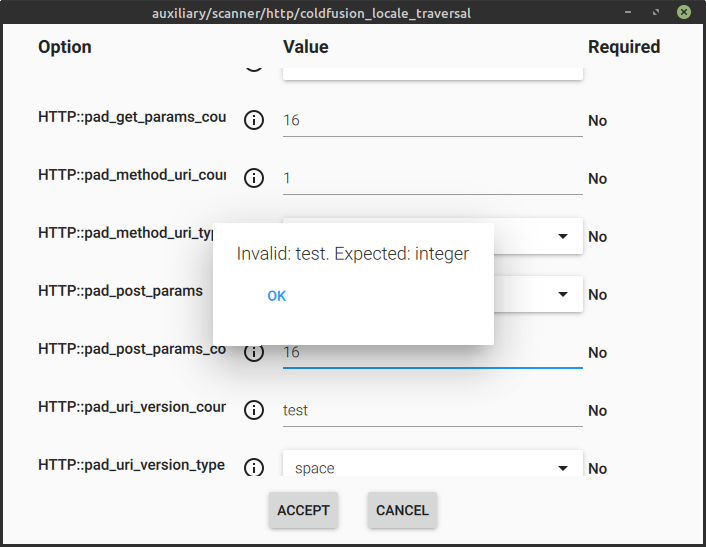 auxiliary/scanner/http/coldfusion_locale_traversal
Option Value Required
HTTP::pad_get_params_cou 16 No
HTTP::pad_method_uri_cour 1 No
HTTP::pad_method_uri_typ No
Invalid: test. Expected: integer
HTTP::pad_post_params No
OK
HTTP::pad_post_params_co 16 No
HTTP::pad_uri_version_cour test No
HTTP::pad_uri_version_type space No
ACCEPT CANCEL